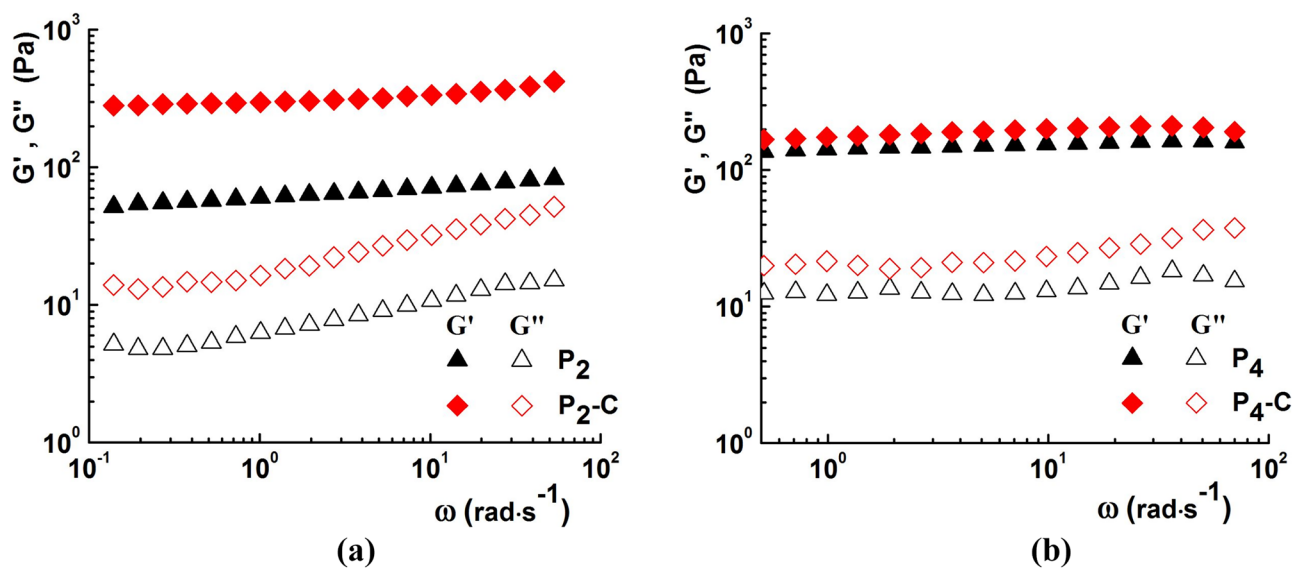 G', G" (Pa)
10³
10²
10¹
10⁰
G' G"
P₂
P₂-C
10⁻¹ 10⁰ 10¹ 10²
ω (rad·s⁻¹)
(a)
G', G" (Pa)
10³
10²
10¹
10⁰
G' G"
P₄
P₄-C
10⁰ 10¹ 10²
ω (rad·s⁻¹)
(b)